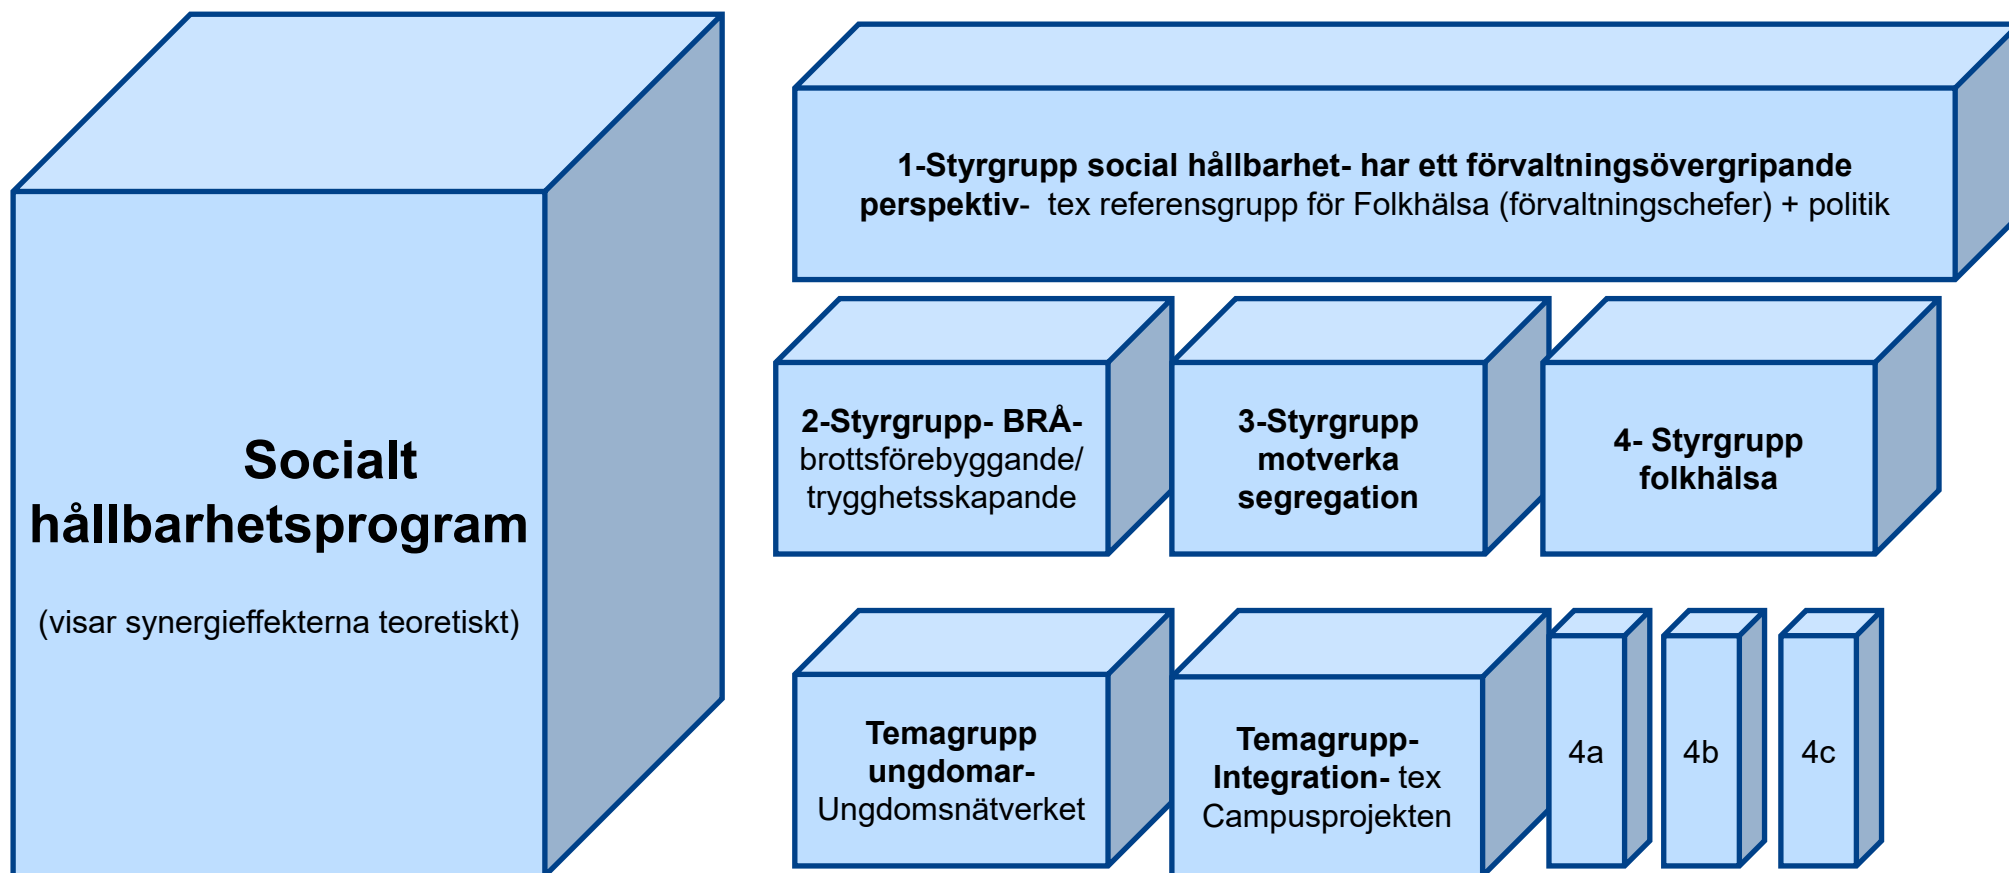 Socialt
hållbarhetsprogram
(visar synergieffekterna teoretiskt)
1-Styrgrupp social hållbarhet- har ett förvaltningsövergripande
perspektiv-  tex referensgrupp för Folkhälsa (förvaltningschefer) + politik
2-Styrgrupp- BRÅ-
brottsförebyggande/
trygghetsskapande
3-Styrgrupp
motverka
segregation
4- Styrgrupp
folkhälsa
Temagrupp
ungdomar-
Ungdomsnätverket
Temagrupp-
Integration- tex
Campusprojekten
4a
4b
4c